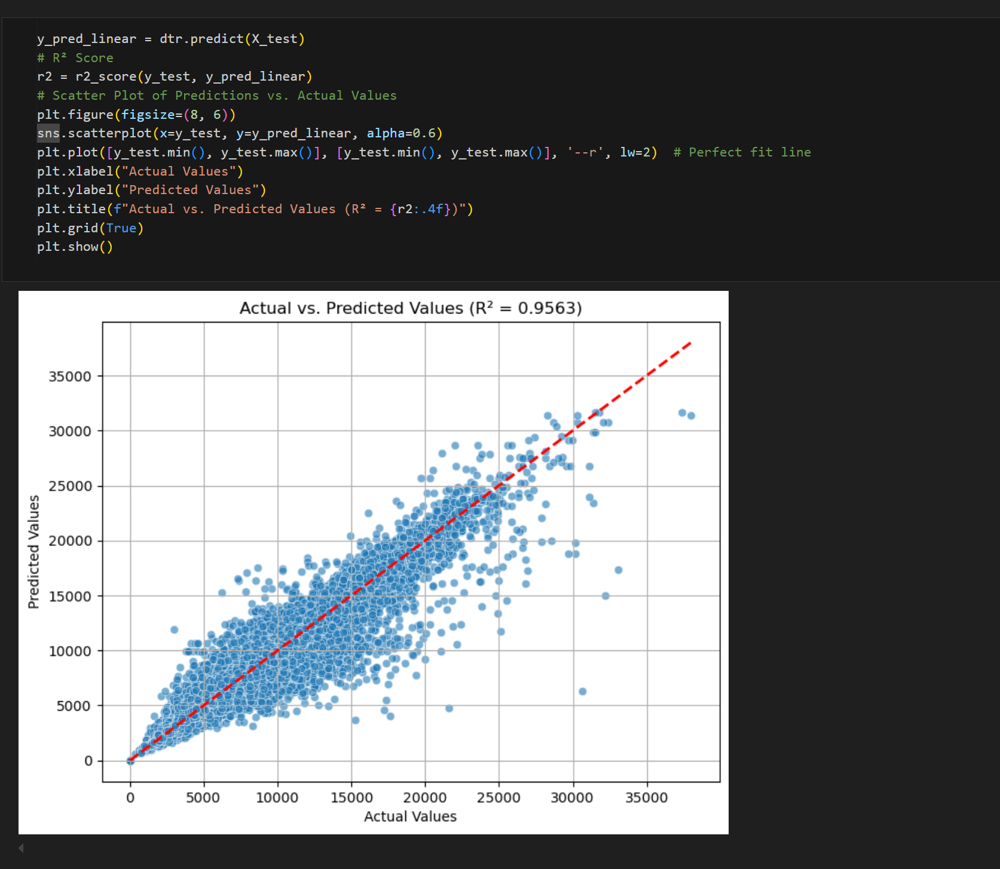 y_pred_linear = dtr.predict(X_test)
# R² Score
r2 = r2_score(y_test, y_pred_linear)
# Scatter Plot of Predictions vs. Actual Values
plt.figure(figsize=(8, 6))
sns.scatterplot(x=y_test, y=y_pred_linear, alpha=0.6)
plt.plot([y_test.min(), y_test.max()], [y_test.min(), y_test.max()], '--r', lw=2)  # Perfect fit line
plt.xlabel("Actual Values")
plt.ylabel("Predicted Values")
plt.title(f"Actual vs. Predicted Values (R² = {r2:.4f})")
plt.grid(True)
plt.show()
Actual vs. Predicted Values (R² = 0.9563)
Predicted Values
35000
30000
25000
20000
15000
10000
5000
0
0 5000 10000 15000 20000 25000 30000 35000
Actual Values